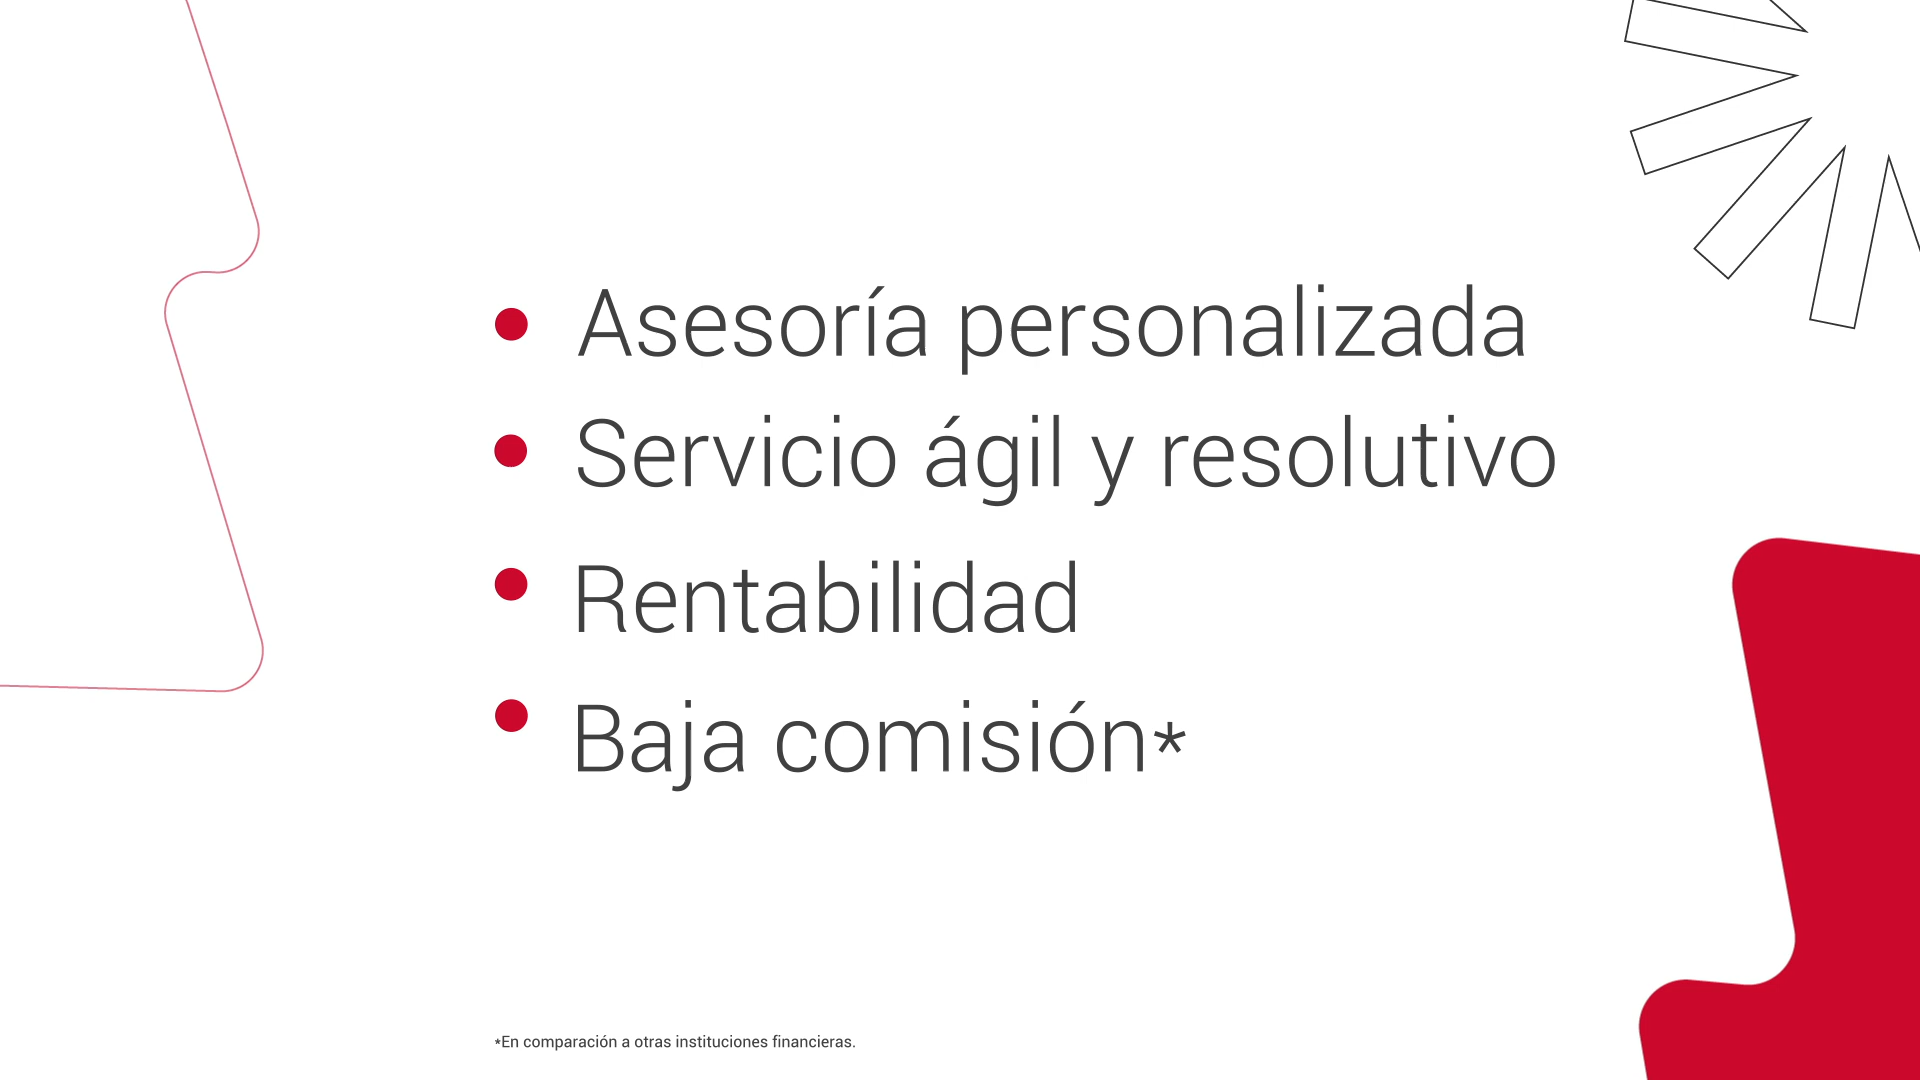 • Asesoría personalizada
• Servicio ágil y resolutivo
• Rentabilidad
• Baja comisión*
*En comparación a otras instituciones financieras.